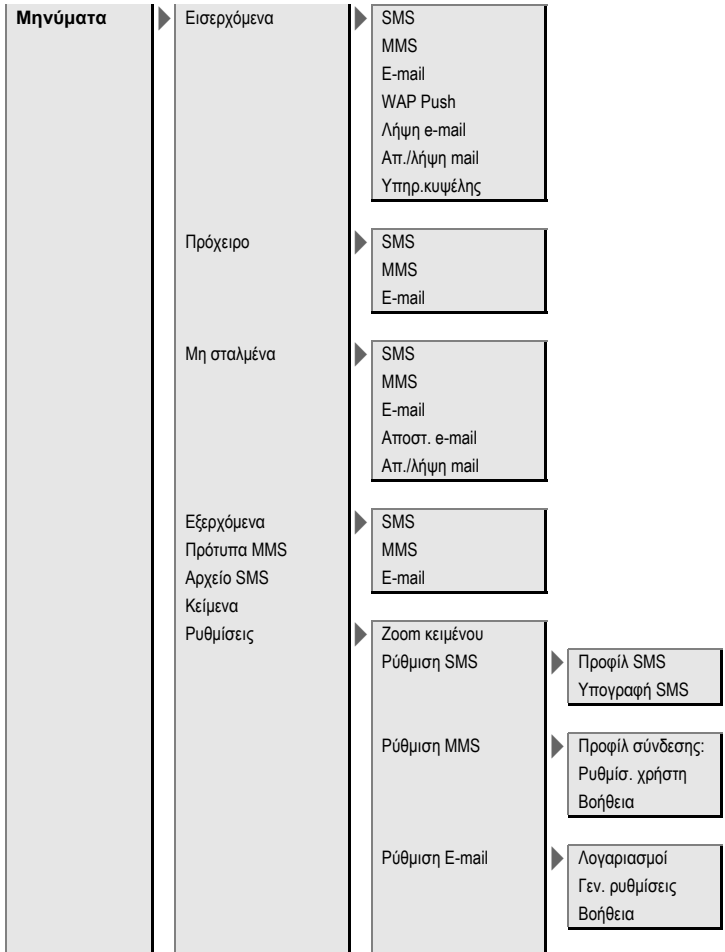 Μηνύματα
Εισερχόμενα
SMS
MMS
E-mail
WAP Push
Λήψη e-mail
Απ./λήψη mail
Υπηρ.κυψέλης
Πρόχειρο
SMS
MMS
E-mail
Μη σταλμένα
SMS
MMS
E-mail
Αποστ. e-mail
Απ./λήψη mail
Εξερχόμενα
SMS
MMS
E-mail
Πρότυπα MMS
Αρχείο SMS
Κείμενα
Ρυθμίσεις
Zoom κειμένου
Ρύθμιση SMS
Προφίλ SMS
Υπογραφή SMS
Ρύθμιση MMS
Προφίλ σύνδεσης:
Ρυθμίσ. χρήστη
Βοήθεια
Ρύθμιση E-mail
Λογαριασμοί
Γεν. ρυθμίσεις
Βοήθεια